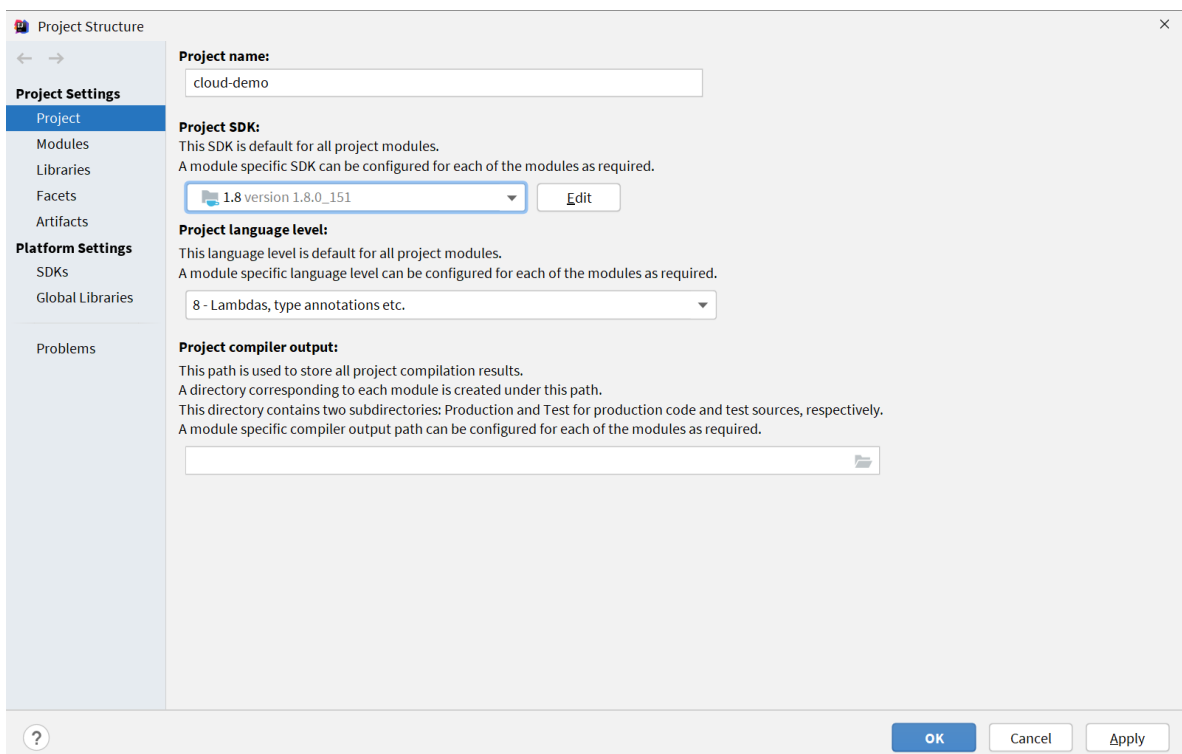 Project Structure
Project Settings
Project
Modules
Libraries
Facets
Artifacts
Platform Settings
SDKs
Global Libraries
Problems
Project name:
cloud-demo
Project SDK:
This SDK is default for all project modules.
A module specific SDK can be configured for each of the modules as required.
1.8 version 1.8.0_151
Edit
Project language level:
This language level is default for all project modules.
A module specific language level can be configured for each of the modules as required.
8 - Lambdas, type annotations etc.
Project compiler output:
This path is used to store all project compilation results.
A directory corresponding to each module is created under this path.
This directory contains two subdirectories: Production and Test for production code and test sources, respectively.
A module specific compiler output path can be configured for each of the modules as required.
?
OK
Cancel
Apply